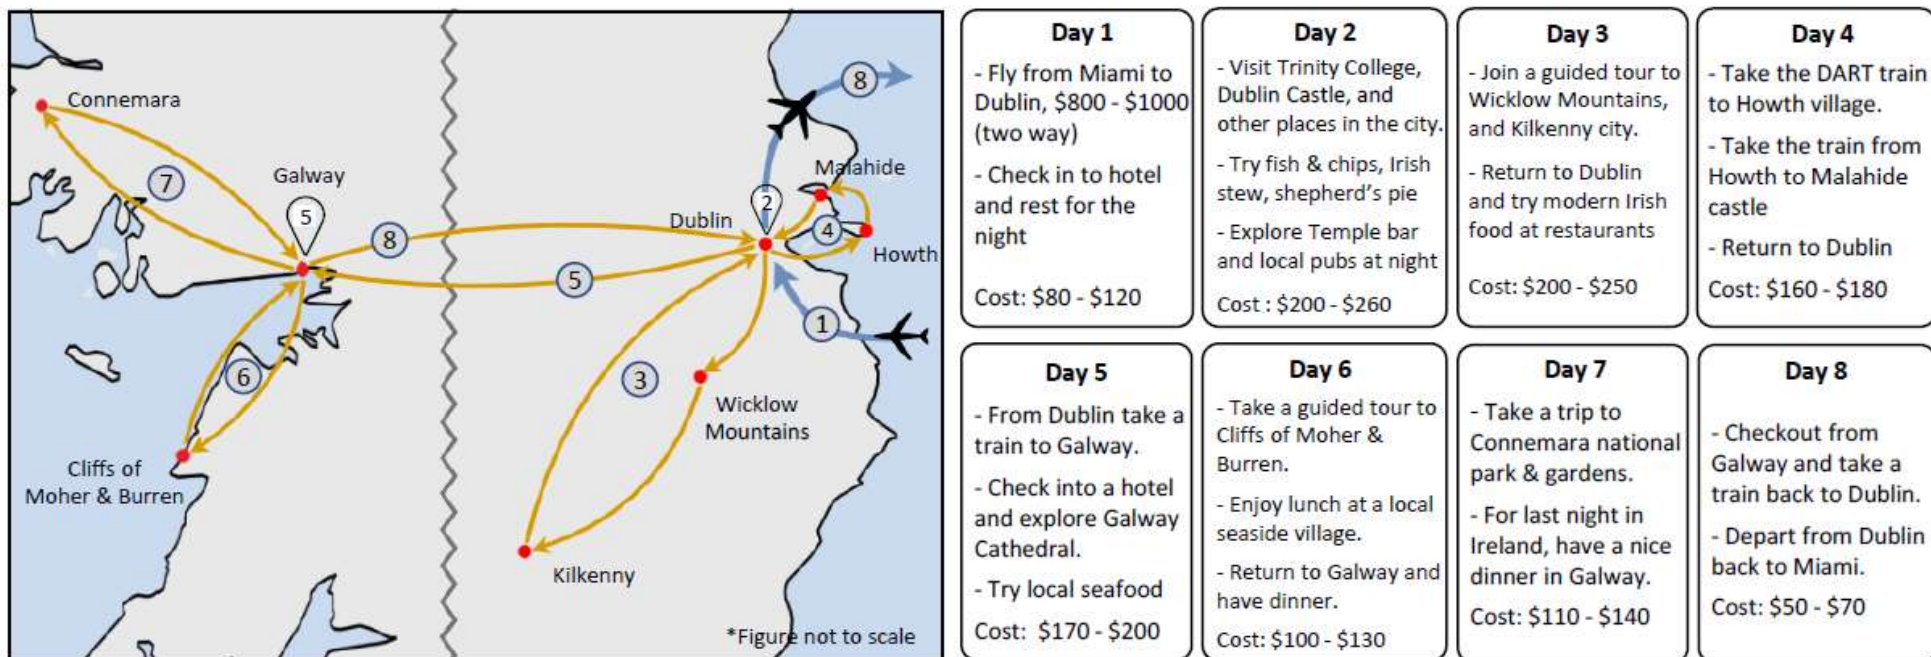 Connemara
7
Galway
5
8
5
6
Cliffs of
Moher & Burren
8
Malahide
2
Dublin
4
Howth
1
3
Wicklow
Mountains
Kilkenny
*Figure not to scale
Day 1
- Fly from Miami to
Dublin, $800 - $1000
(two way)
- Check in to hotel
and rest for the
night
Cost: $80 - $120
Day 2
- Visit Trinity College,
Dublin Castle, and
other places in the city.
- Try fish & chips, Irish
stew, shepherd's pie
- Explore Temple bar
and local pubs at night
Cost : $200 - $260
Day 3
- Join a guided tour to
Wicklow Mountains,
and Kilkenny city.
- Return to Dublin
and try modern Irish
food at restaurants
Cost: $200 - $250
Day 4
- Take the DART train
to Howth village.
- Take the train from
Howth to Malahide
castle
- Return to Dublin
Cost: $160 - $180
Day 5
- From Dublin take a
train to Galway.
- Check into a hotel
and explore Galway
Cathedral.
- Try local seafood
Cost: $170 - $200
Day 6
- Take a guided tour to
Cliffs of Moher &
Burren.
- Enjoy lunch at a local
seaside village.
- Return to Galway and
have dinner.
Cost: $100 - $130
Day 7
- Take a trip to
Connemara national
park & gardens.
- For last night in
Ireland, have a nice
dinner in Galway.
Cost: $110 - $140
Day 8
- Checkout from
Galway and take a
train back to Dublin.
- Depart from Dublin
back to Miami.
Cost: $50 - $70